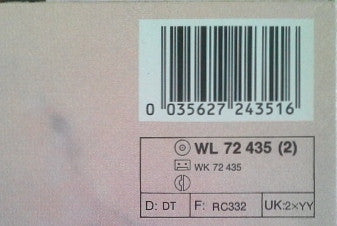 0 035627 243516
WL 72 435 (2)
WK 72 435
D: DT F: RC332 UK: 2×YY